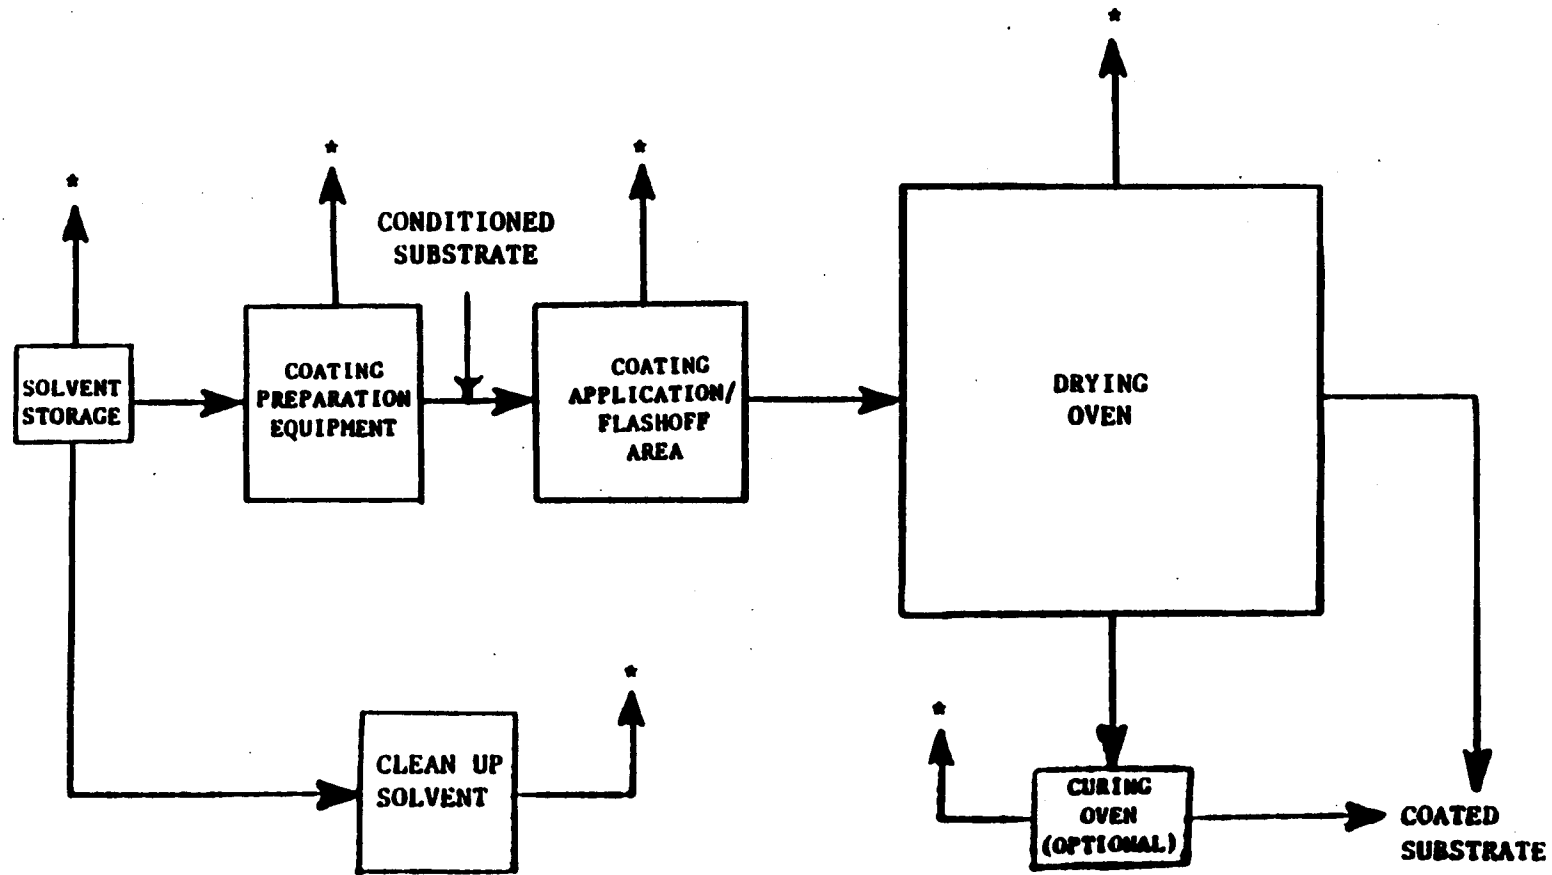 *
*
*
*
CONDITIONED
SUBSTRATE
SOLVENT
STORAGE
COATING
PREPARATION
EQUIPMENT
COATING
APPLICATION/
FLASHOFF
AREA
DRYING
OVEN
*
CLEAN UP
SOLVENT
*
CURING
OVEN
(OPTIONAL)
COATED
SUBSTRATE